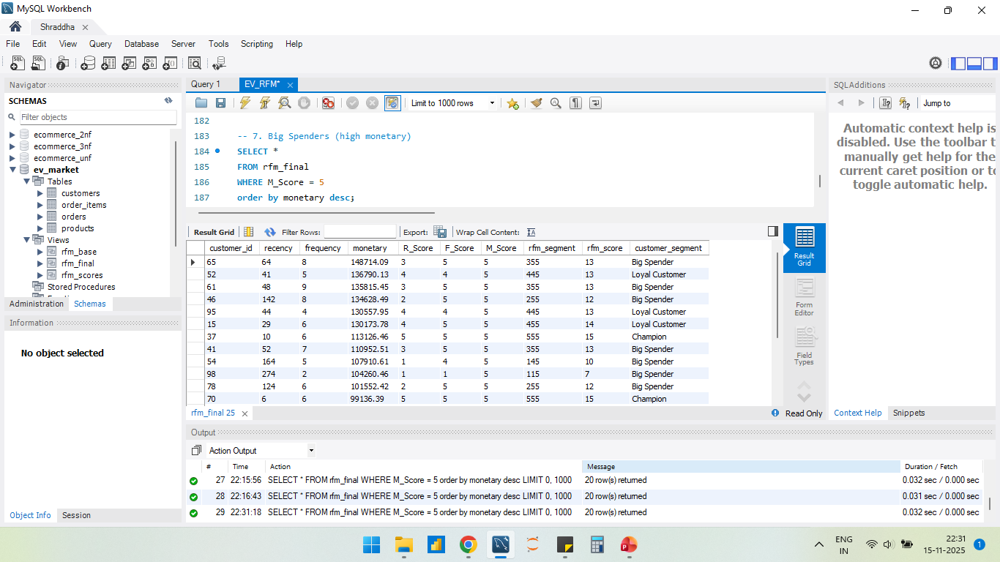 MySQL Workbench
Shraddha
File Edit View Query Database Server Tools Scripting Help
Navigator
SCHEMAS
Filter objects
ecommerce_2nf
ecommerce_3nf
ecommerce_unf
ev_market
Tables
customers
order_items
orders
products
Views
rfm_base
rfm_final
rfm_scores
Stored Procedures
Administration Schemas
Information
No object selected
Object Info Session
Query 1 EV_RFM*
Limit to 1000 rows
182
183 -- 7. Big Spenders (high monetary)
184 SELECT *
185 FROM rfm_final
186 WHERE M_Score = 5
187 order by monetary desc;
Result Grid Filter Rows: Export: Wrap Cell Content:
customer_id recency frequency monetary R_Score F_Score M_Score rfm_segment rfm_score customer_segment
65 64 8 148714.09 3 5 5 355 13 Big Spender
52 41 5 136790.13 4 4 5 445 13 Loyal Customer
61 48 9 135815.45 3 5 5 355 13 Big Spender
46 142 8 134628.49 2 5 5 255 12 Big Spender
95 44 4 130557.95 4 4 5 445 13 Loyal Customer
15 29 6 130173.78 4 5 5 455 14 Loyal Customer
37 10 6 113126.46 5 5 5 555 15 Champion
41 52 7 110952.51 3 5 5 355 13 Big Spender
54 164 5 107910.61 1 4 5 145 10 Big Spender
98 274 2 104260.46 1 1 5 115 7 Big Spender
78 124 6 101552.42 2 5 5 255 12 Big Spender
70 6 6 99136.39 5 5 5 555 15 Champion
Result
Grid
Form
Editor
Field
Types
rfm_final 25
Read Only
SQLAdditions
Jump to
Automatic context help is
disabled. Use the toolbar t
manually get help for the
current caret position or to
toggle automatic help.
Context Help Snippets
Output
Action Output
# Time Action Message Duration / Fetch
27 22:15:56 SELECT * FROM rfm_final WHERE M_Score = 5 order by monetary desc LIMIT 0, 1000 20 row(s) returned 0.032 sec / 0.000 sec
28 22:16:43 SELECT * FROM rfm_final WHERE M_Score = 5 order by monetary desc LIMIT 0, 1000 20 row(s) returned 0.031 sec / 0.000 sec
29 22:31:18 SELECT * FROM rfm_final WHERE M_Score = 5 order by monetary desc LIMIT 0, 1000 20 row(s) returned 0.032 sec / 0.000 sec
ENG
IN
22:31
15-11-2025
1